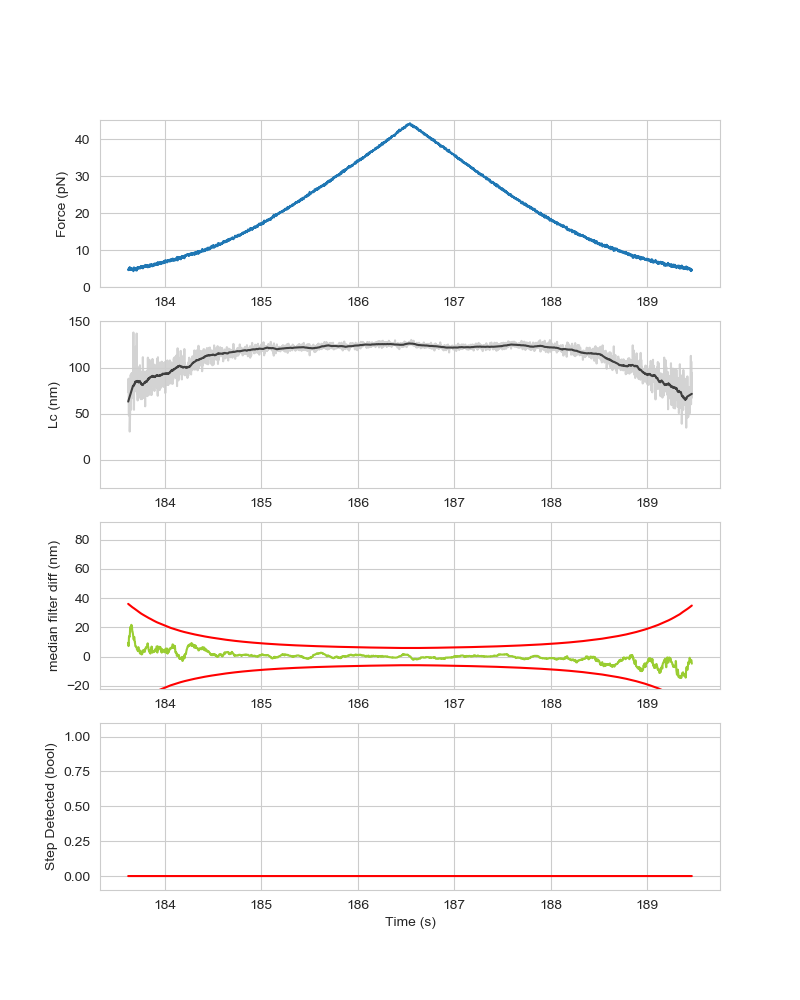 Force (pN)
40
30
20
10
0
184 185 186 187 188 189
Lc (nm)
150
100
50
0
184 185 186 187 188 189
median filter diff (nm)
80
60
40
20
0
−20
184 185 186 187 188 189
Step Detected (bool)
1.00
0.75
0.50
0.25
0.00
184 185 186 187 188 189
Time (s)